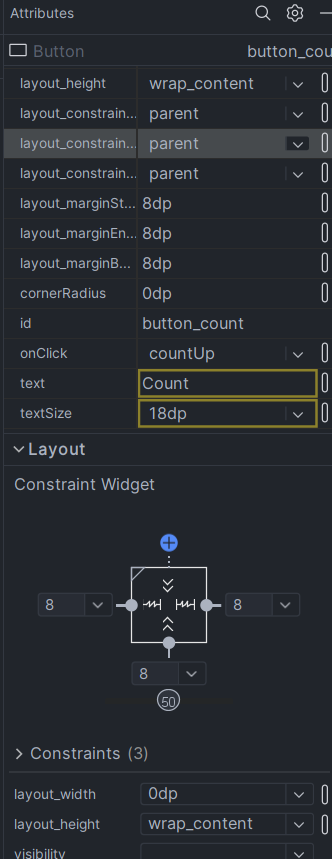 Attributes
Button button_cou
layout_height wrap_content
layout_constrain... parent
layout_constrain... parent
layout_constrain... parent
layout_marginSt... 8dp
layout_marginEn... 8dp
layout_marginB... 8dp
cornerRadius 0dp
id button_count
onClick countUp
text Count
textSize 18dp
Layout
Constraint Widget
8 8
8
50
Constraints (3)
layout_width 0dp
layout_height wrap_content
visibility